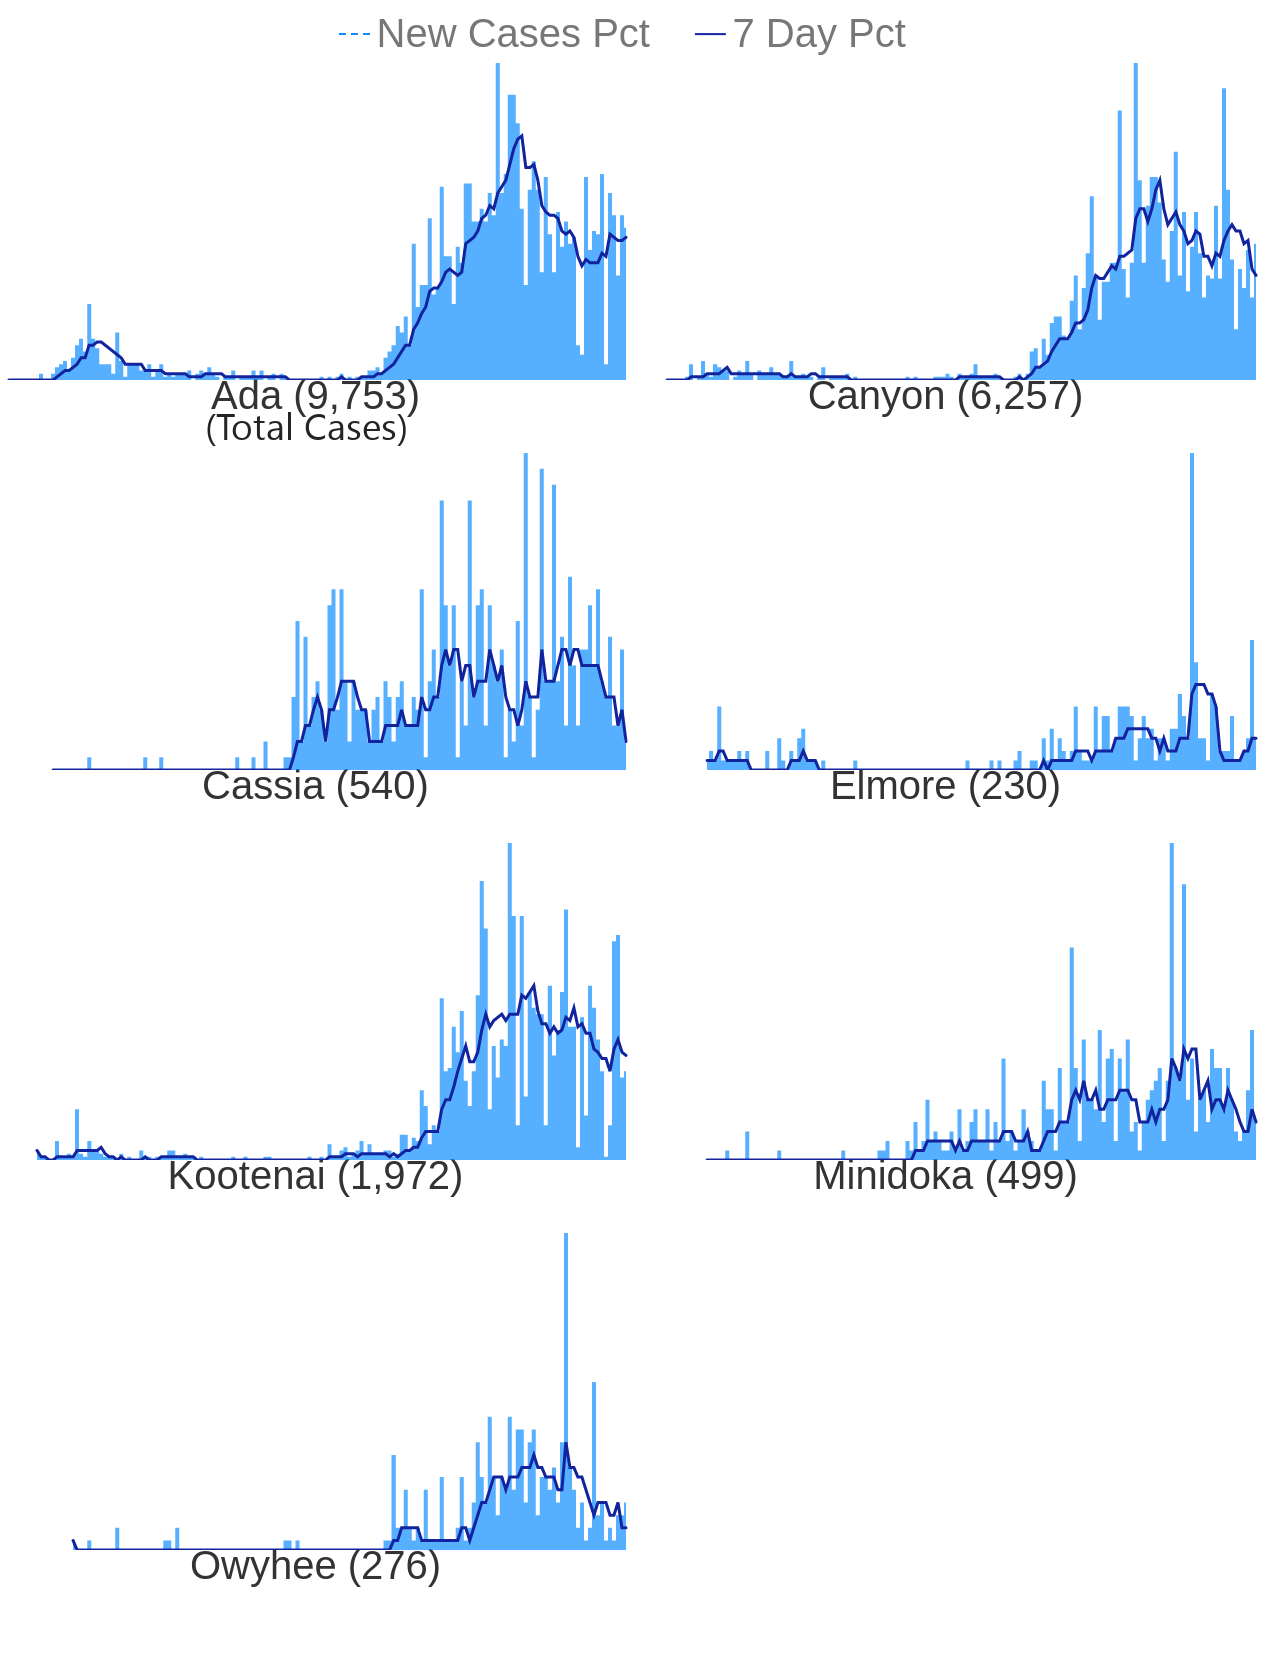 New Cases Pct 7 Day Pct
Ada (9,753) Canyon (6,257)
(Total Cases)
Cassia (540) Elmore (230)
Kootenai (1,972) Minidoka (499)
Owyhee (276)